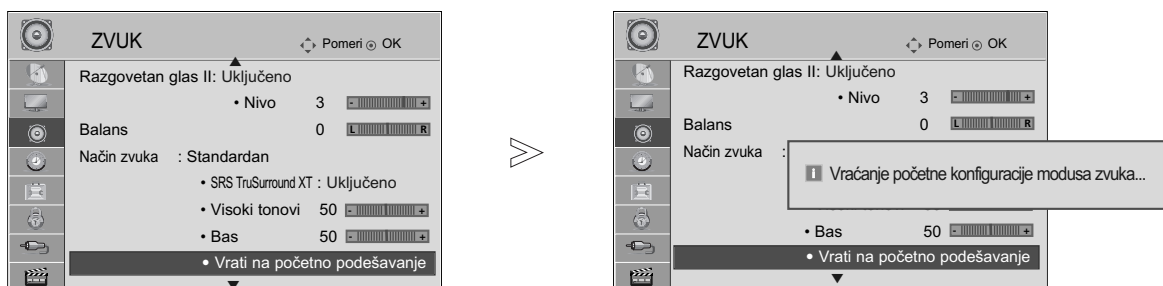 ZVUK
Pomeri OK
Razgovetan glas II: Uključeno
• Nivo 3 - +
Balans 0 L R
Način zvuka : Standardan
• SRS TruSurround XT : Uključeno
• Visoki tonovi 50 - +
• Bas 50 - +
• Vrati na početno podešavanje
ZVUK
Pomeri OK
Razgovetan glas II: Uključeno
• Nivo 3 - +
Balans 0 L R
Način zvuka :
i Vraćanje početne konfiguracije modusa zvuka...
• Bas 50 - +
• Vrati na početno podešavanje